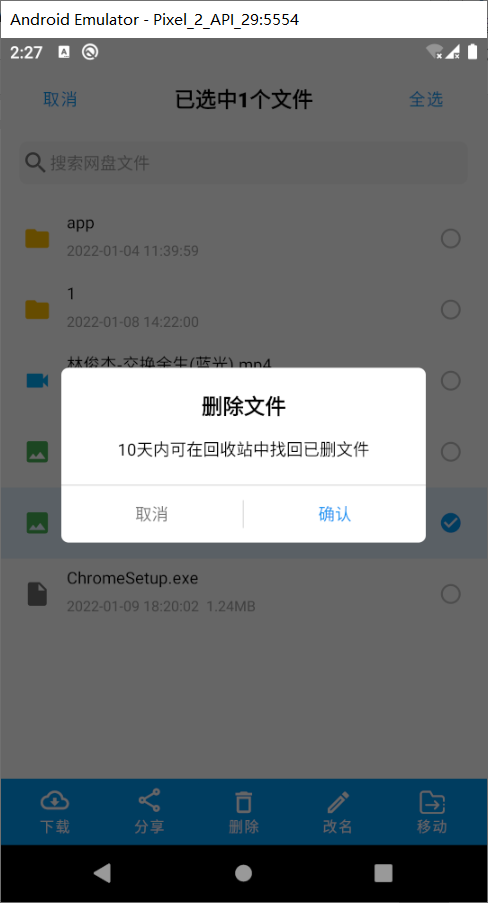 Android Emulator - Pixel_2_API_29:5554
2:27
取消
已选中1个文件
全选
搜索网盘文件
app
2022-01-04 11:39:59
1
2022-01-08 14:22:00
林俊杰-交换余生(蓝光).mp4
删除文件
10天内可在回收站中找回已删文件
取消
确认
ChromeSetup.exe
2022-01-09 18:20:02 1.24MB
下载
分享
删除
改名
移动